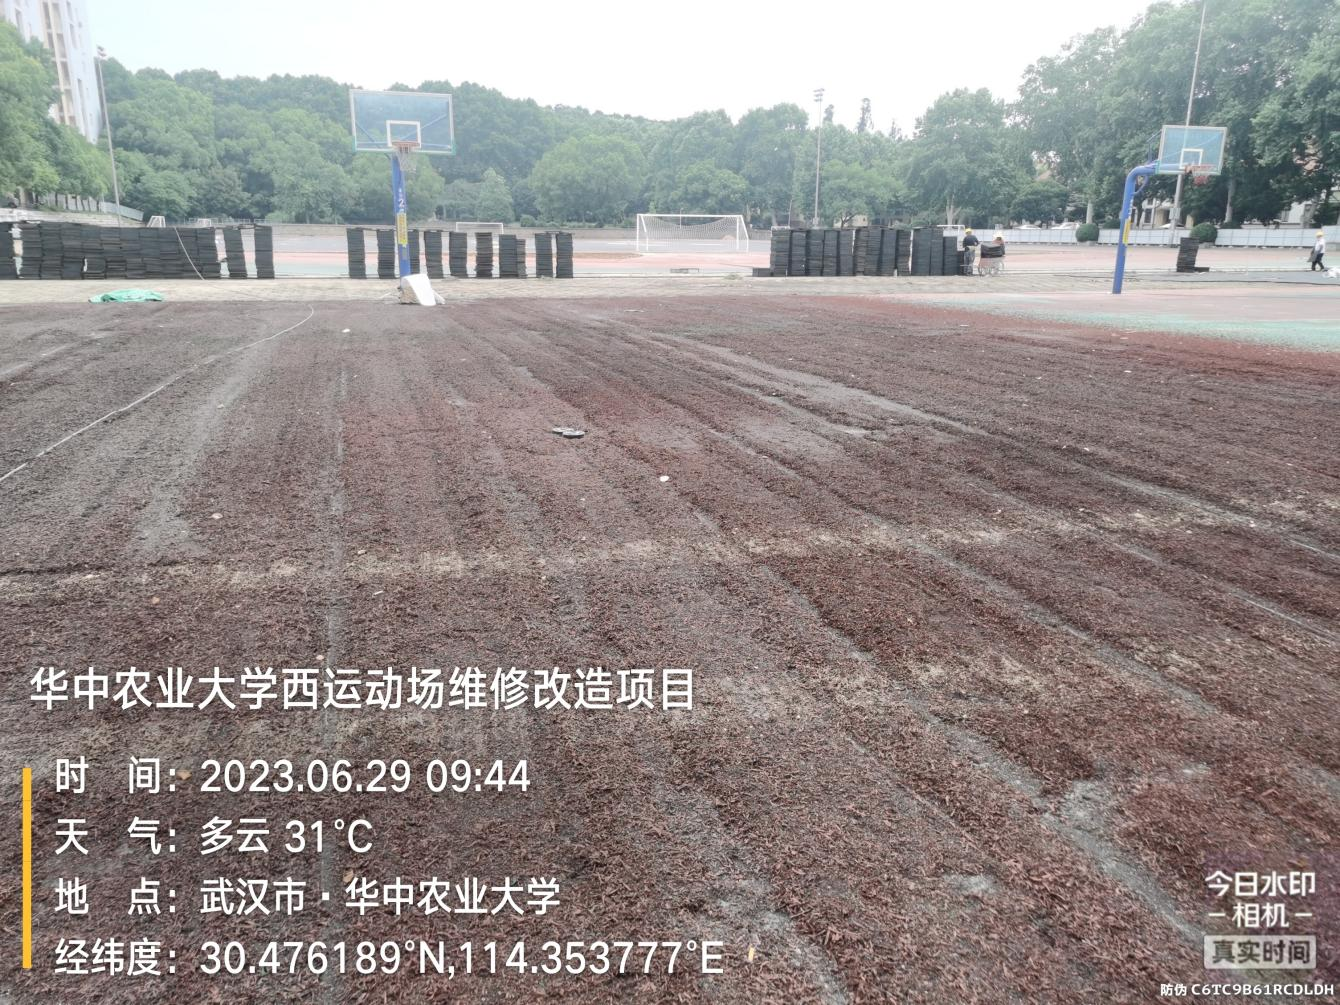 华中农业大学西运动场维修改造项目
时 间：2023.06.29 09:44
天 气：多云 31℃
地 点：武汉市·华中农业大学
经纬度：30.476189°N,114.353777°E
今日水印
-相机-
真实时间
防伪 C6TC9B61RCDLDH